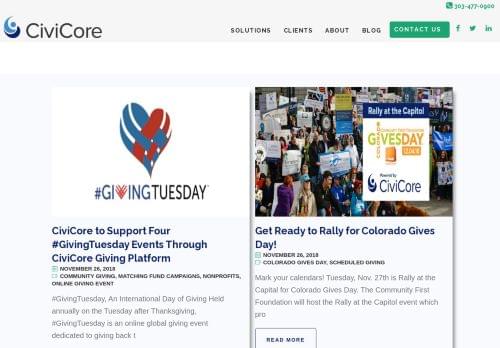 303-477-0900
CiviCore
SOLUTIONS CLIENTS ABOUT BLOG CONTACT US
#GIVINGTUESDAY
CiviCore to Support Four
#GivingTuesday Events Through
CiviCore Giving Platform
NOVEMBER 26, 2018
COMMUNITY GIVING, MATCHING FUND CAMPAIGNS, NONPROFITS,
ONLINE GIVING EVENT
#GivingTuesday, An International Day of Giving Held
annually on the Tuesday after Thanksgiving,
#GivingTuesday is an online global giving event
dedicated to giving back t
Rally at the Capitol
COLORADO
GIVESDAY
Powered by
CiviCore
Get Ready to Rally for Colorado Gives
Day!
NOVEMBER 26, 2018
COLORADO GIVES DAY, SCHEDULED GIVING
Mark your calendars! Tuesday, Nov. 27th is Rally at the
Capital for Colorado Gives Day. The Community First
Foundation will host the Rally at the Capitol event which
pro
READ MORE